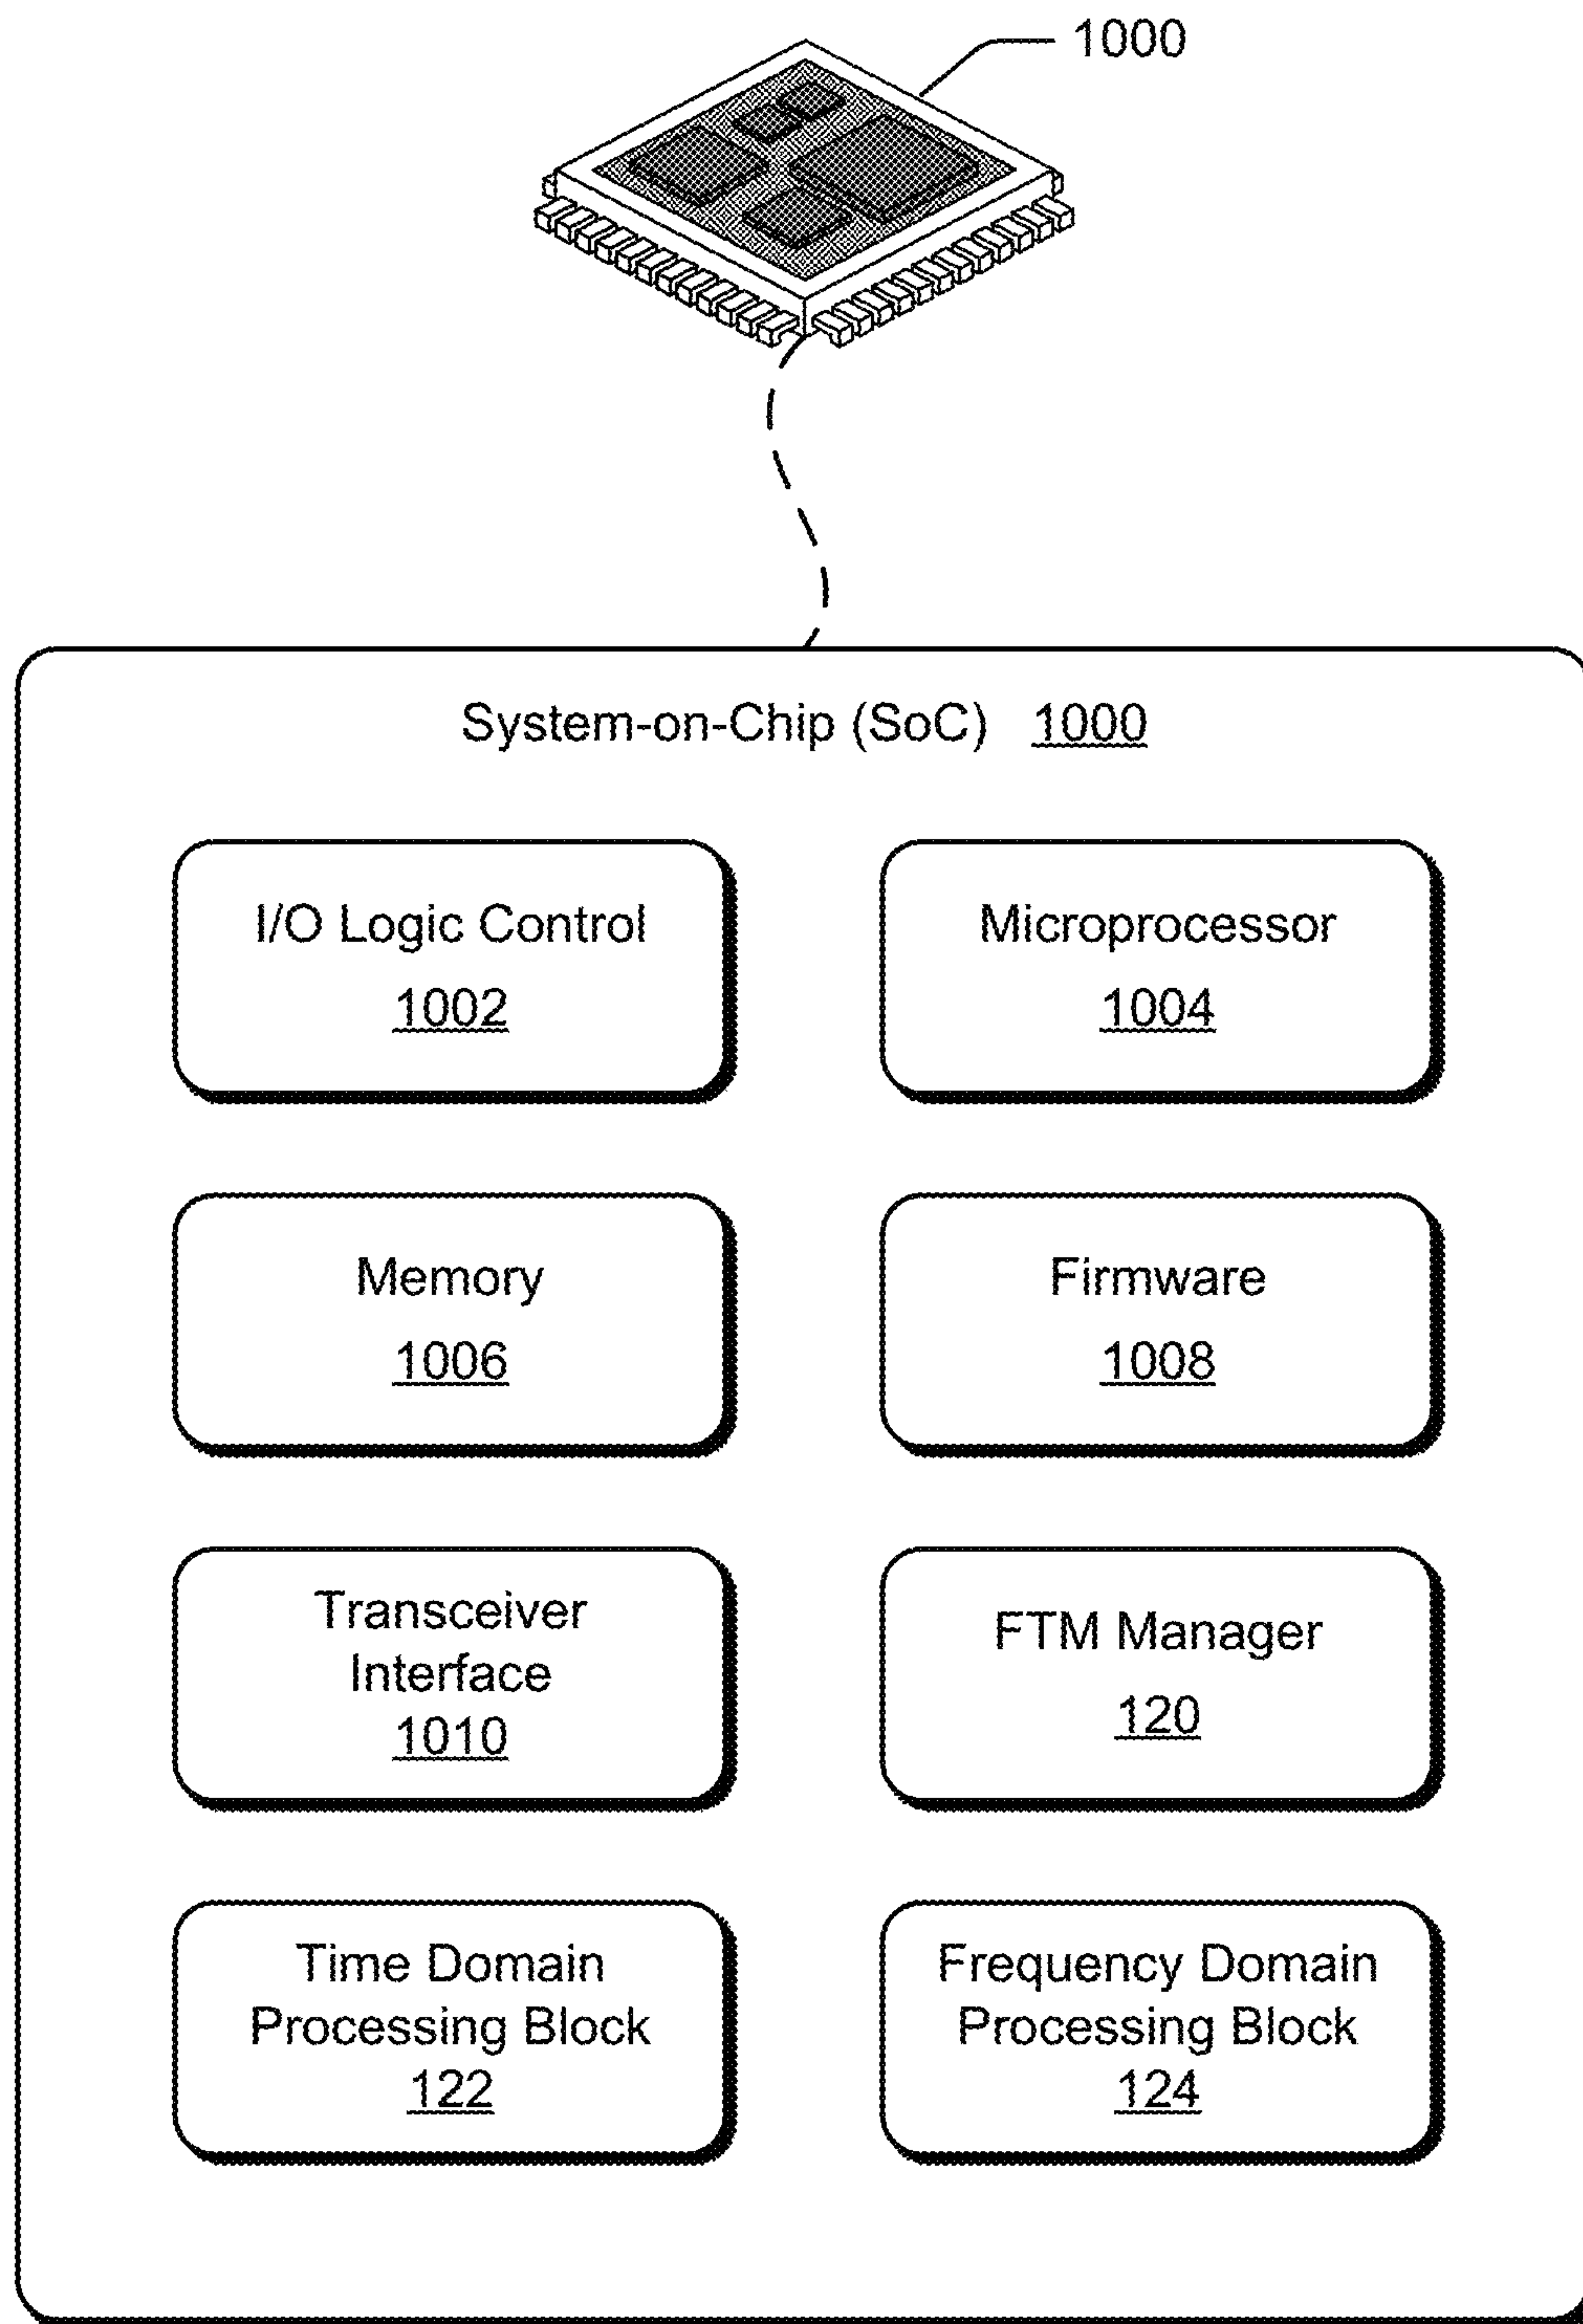 1000
System-on-Chip (SoC) 1000
I/O Logic Control
1002
Microprocessor
1004
Memory
1006
Firmware
1008
Transceiver
Interface
1010
FTM Manager
120
Time Domain
Processing Block
122
Frequency Domain
Processing Block
124